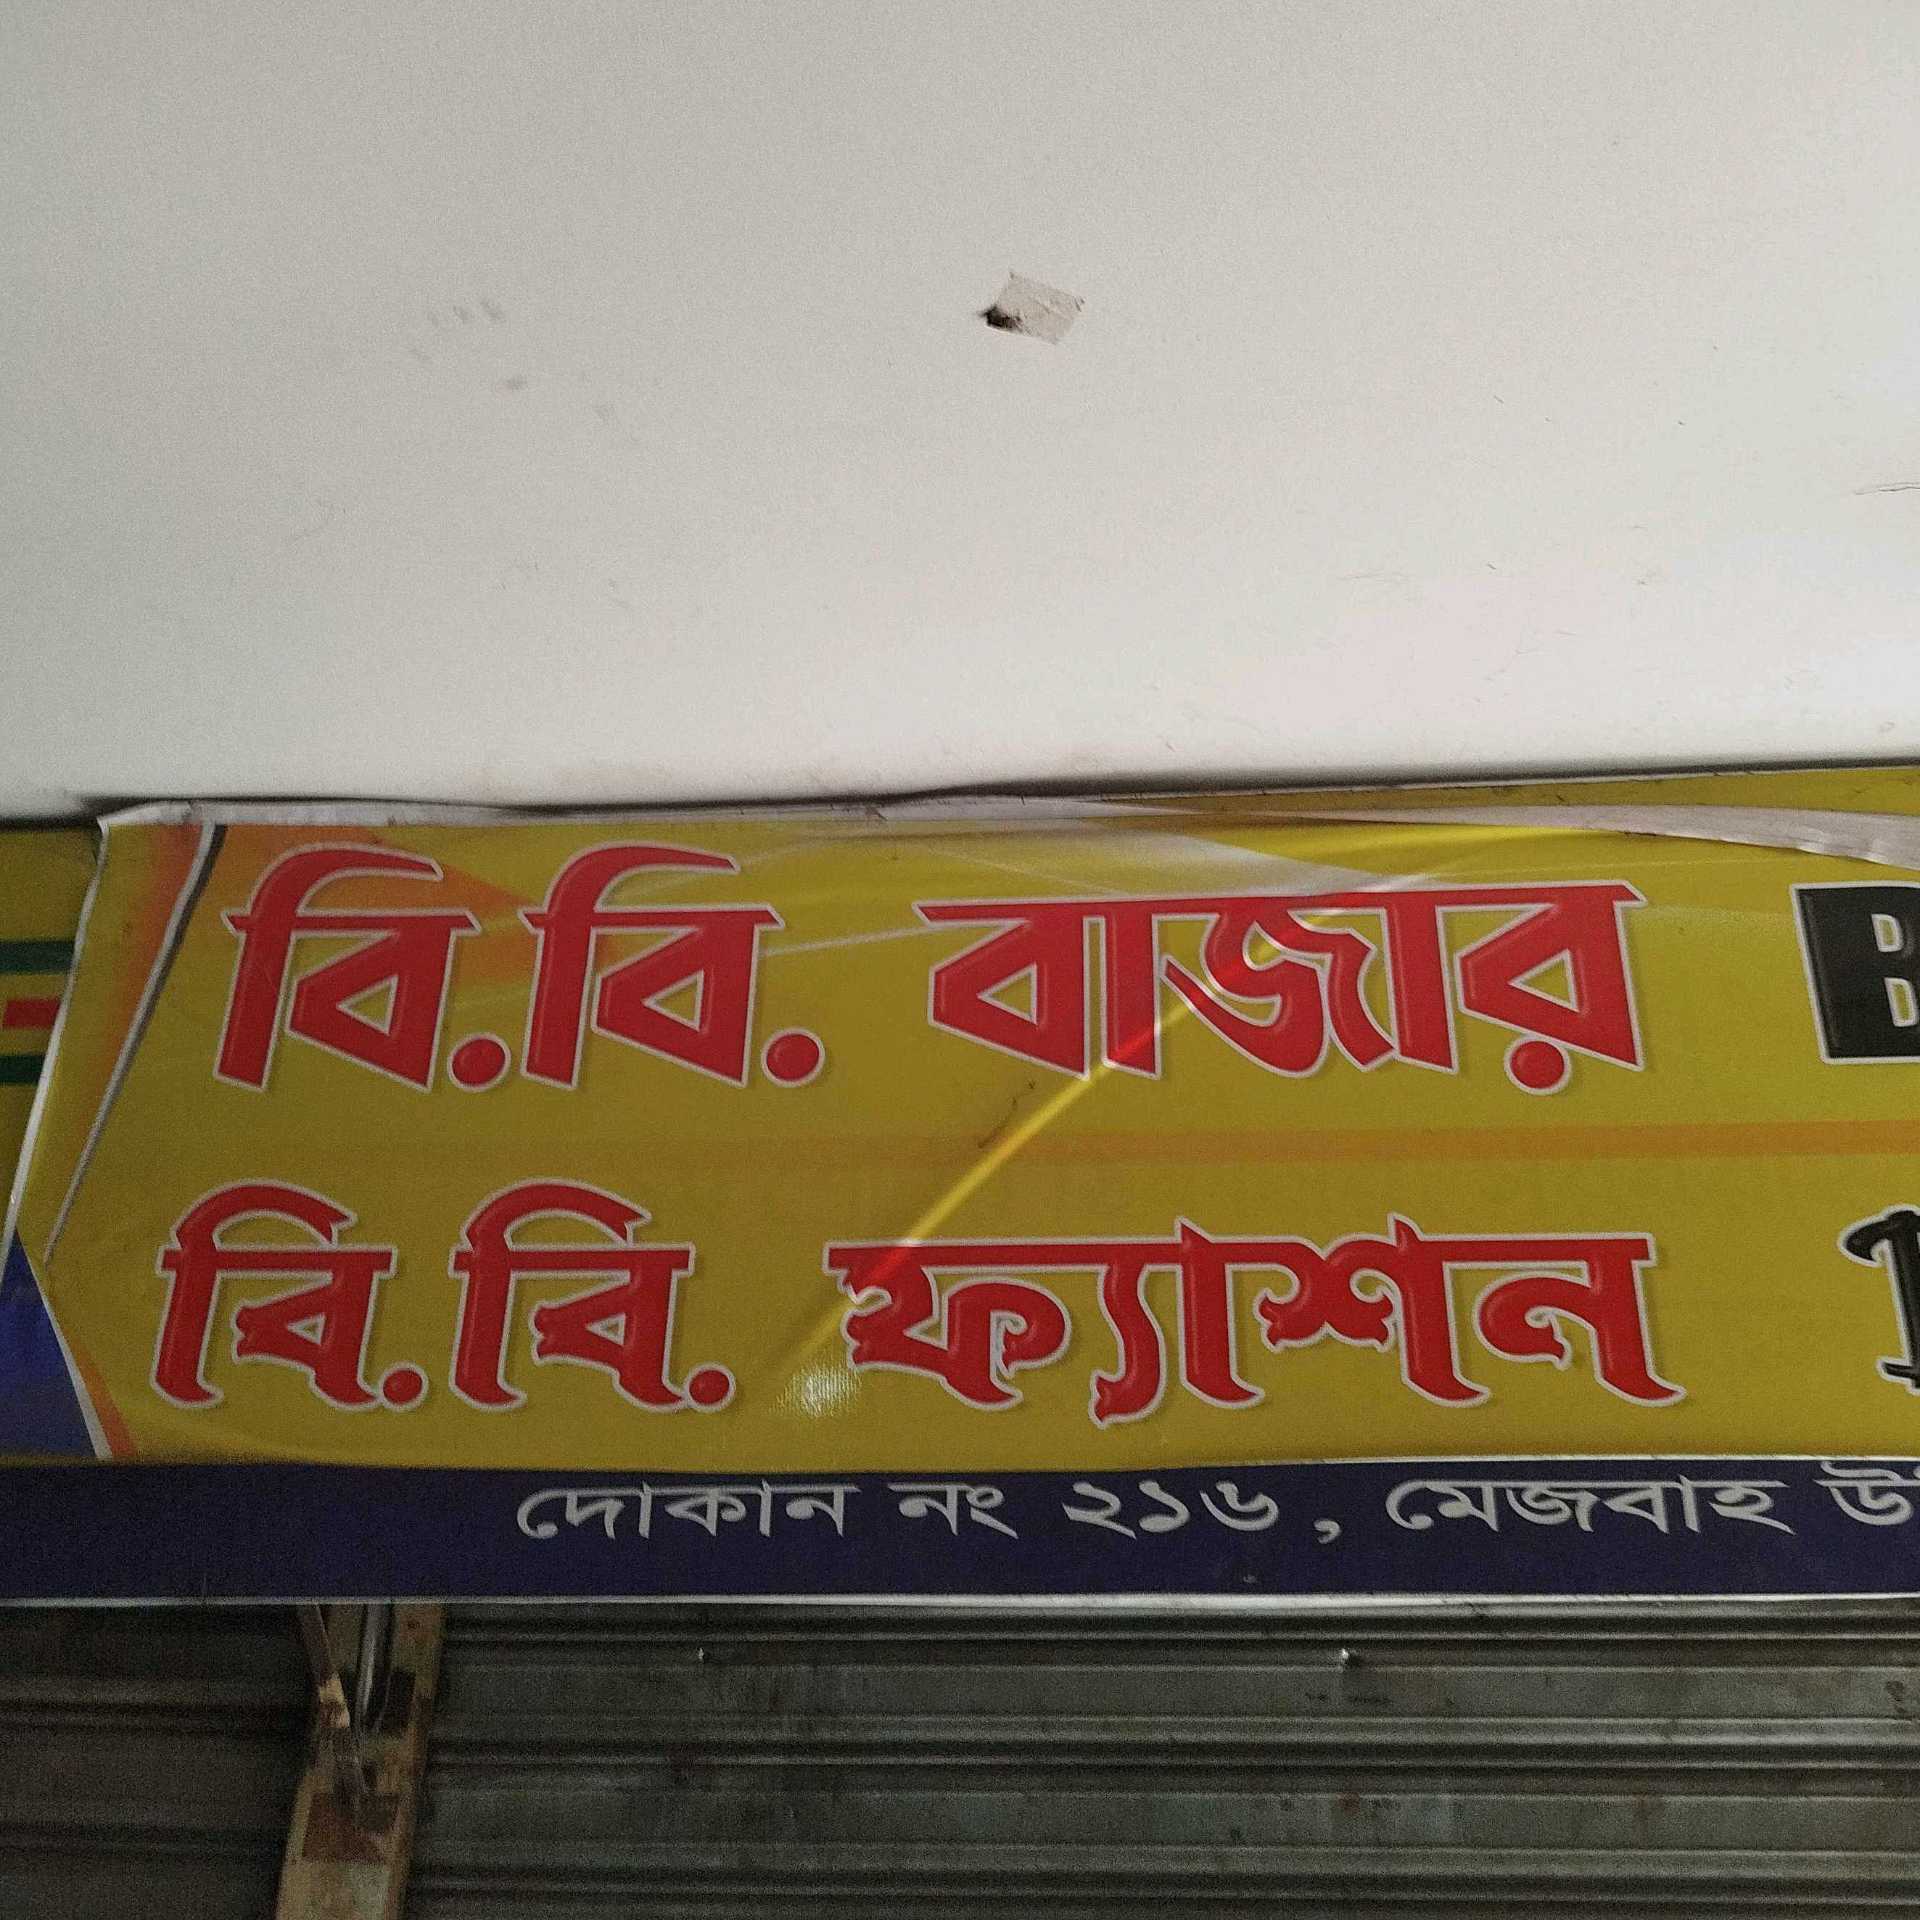 বি.বি. বাজার B
বি.বি. ফ্যাশন
দোকান নং ২১৬, মেজবাহ